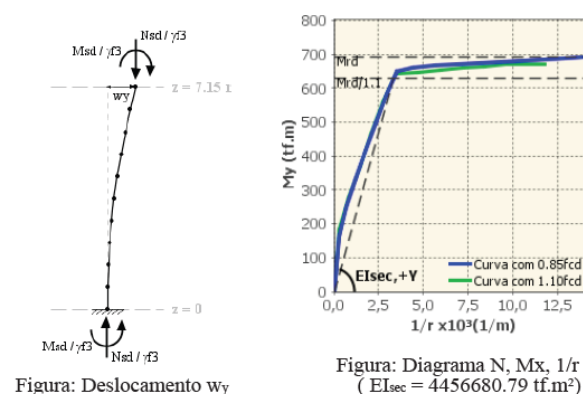 Msd / γf3
Nsd / γf3
wy
z = 7.15 r
z = 0
Msd / γf3
Nsd / γf3
Figura: Deslocamento wy
800
700
600
500
400
300
200
100
0
My (tf.m)
Mrd
Mrd/1.1
EIsec,+Y
Curva com 0.85fcd
Curva com 1.10fcd
0,0
2,5
5,0
7,5
10,0
12,5
1/r x10³(1/m)
Figura: Diagrama N, Mx, 1/r
( EIsec = 4456680.79 tf.m²)